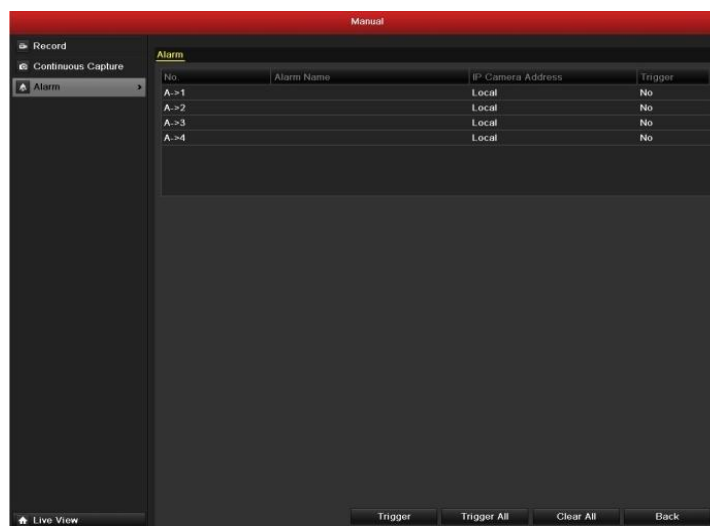 Manual
Record
Continuous Capture
Alarm
Alarm
No. Alarm Name IP Camera Address Trigger
A->1 Local No
A->2 Local No
A->3 Local No
A->4 Local No
Live View
Trigger Trigger All Clear All Back